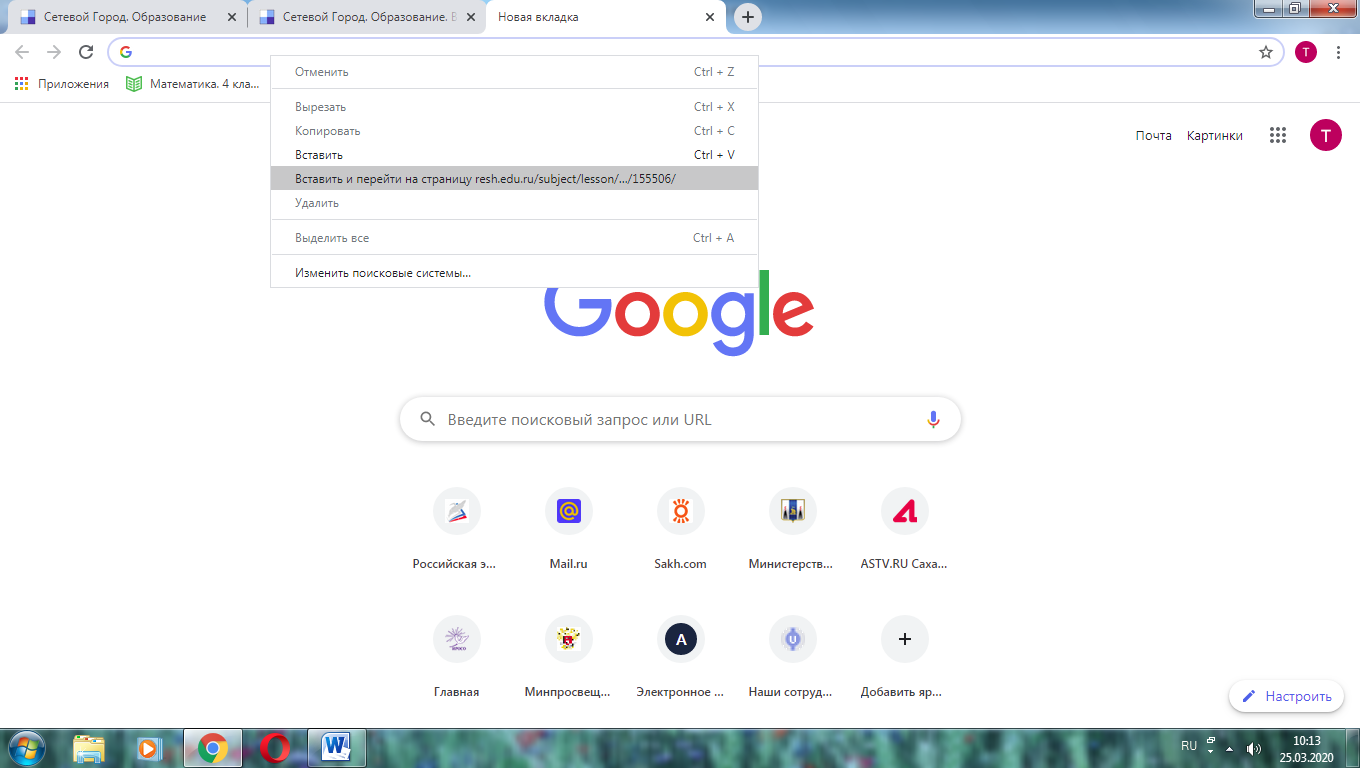 Сетевой Город. Образование
Сетевой Город. Образование. В
Новая вкладка
Приложения
Математика. 4 кла...
Отменить Ctrl + Z
Вырезать Ctrl + X
Копировать Ctrl + C
Вставить Ctrl + V
Вставить и перейти на страницу resh.edu.ru/subject/lesson/.../155506/
Удалить
Выделить все Ctrl + A
Изменить поисковые системы...
T
Почта Картинки
T
Google
Введите поисковый запрос или URL
Российская э... Mail.ru Sakh.com Министерств... ASTV.RU Саха...
A
Главная Минпросвещ... Электронное ... Наши сотруд... Добавить яр...
Настроить
RU
10:13
25.03.2020